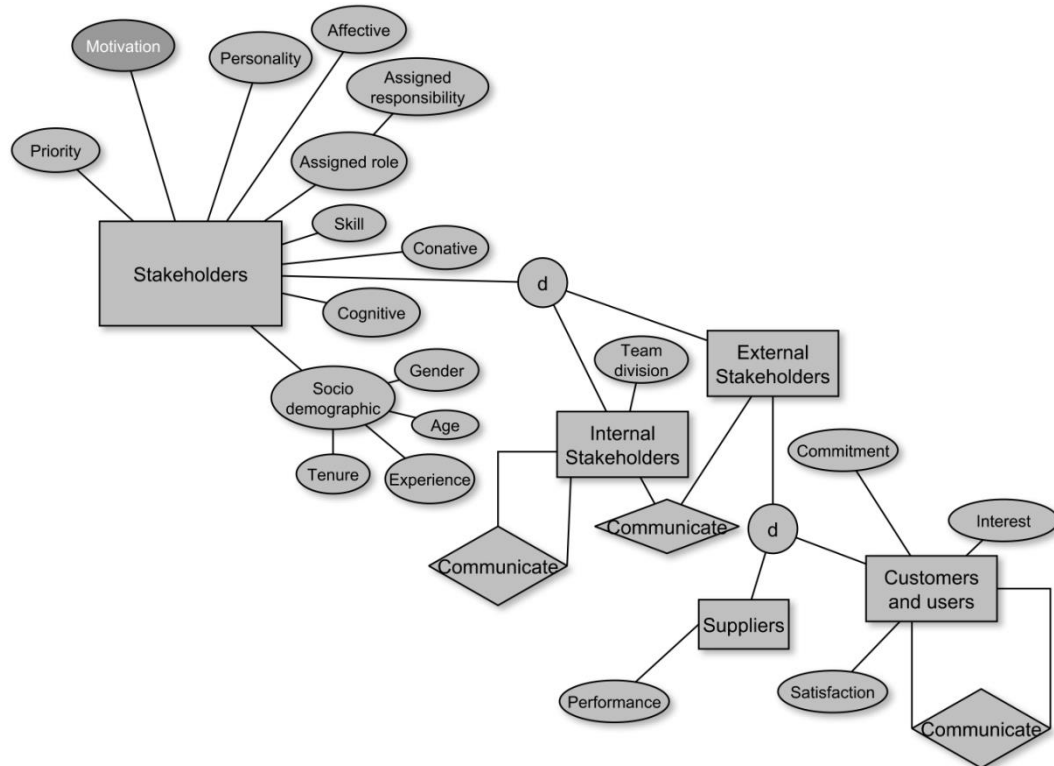 Motivation
Personality
Affective
Assigned
responsibility
Priority
Assigned role
Skill
Conative
Stakeholders
d
Cognitive
Team
division
External
Stakeholders
Gender
Socio
demographic
Age
Internal
Stakeholders
Commitment
Tenure
Experience
Interest
Communicate
d
Communicate
Customers
and users
Suppliers
Performance
Satisfaction
Communicate